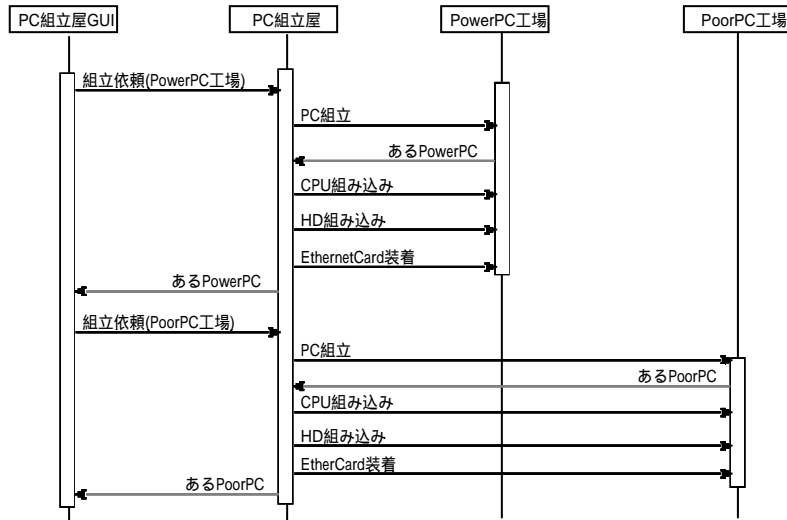 PC組立屋GUI
PC組立屋
PowerPC工場
PoorPC工場
組立依頼(PowerPC工場)
PC組立
あるPowerPC
CPU組み込み
HD組み込み
EthernetCard装着
あるPowerPC
組立依頼(PoorPC工場)
PC組立
あるPoorPC
CPU組み込み
HD組み込み
EtherCard装着
あるPoorPC